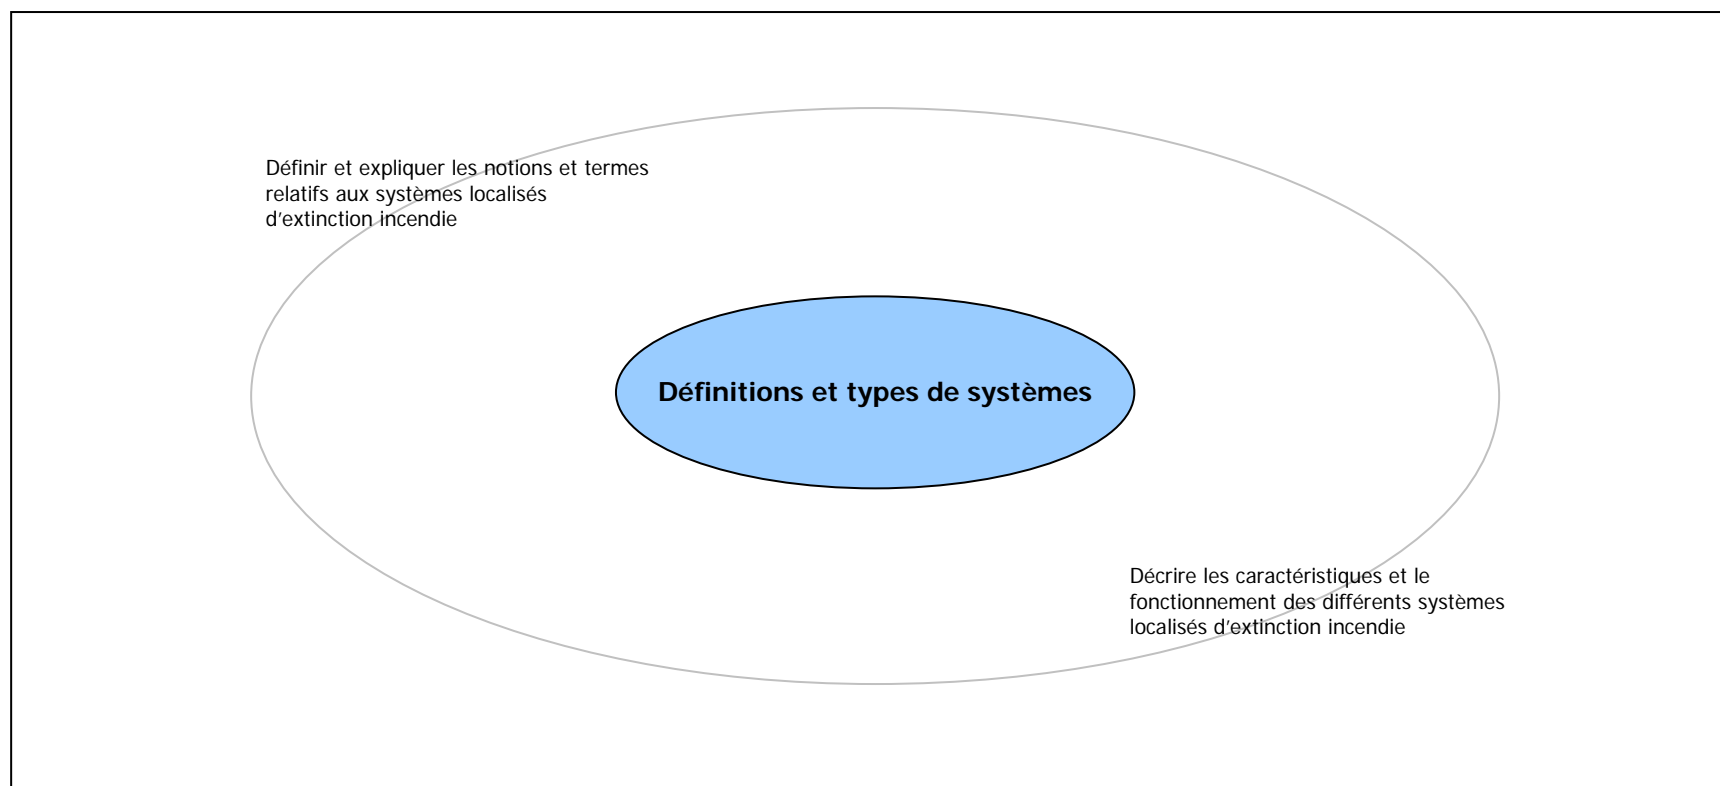 Définir et expliquer les notions et termes
relatifs aux systèmes localisés
d'extinction incendie
Définitions et types de systèmes
Décrire les caractéristiques et le
fonctionnement des différents systèmes
localisés d'extinction incendie